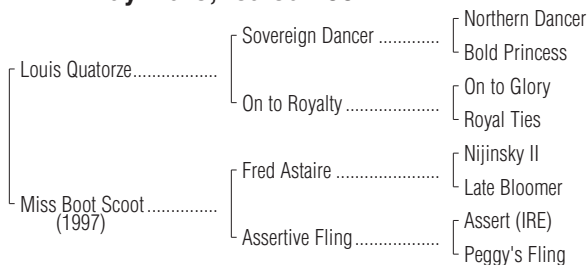 Northern Dancer
Sovereign Dancer ............
Bold Princess
Louis Quatorze.................
On to Glory
On to Royalty ...................
Royal Ties
Nijinsky II
Fred Astaire .....................
Late Bloomer
Miss Boot Scoot..............
(1997)
Assert (IRE)
Assertive Fling.................
Peggy's Fling